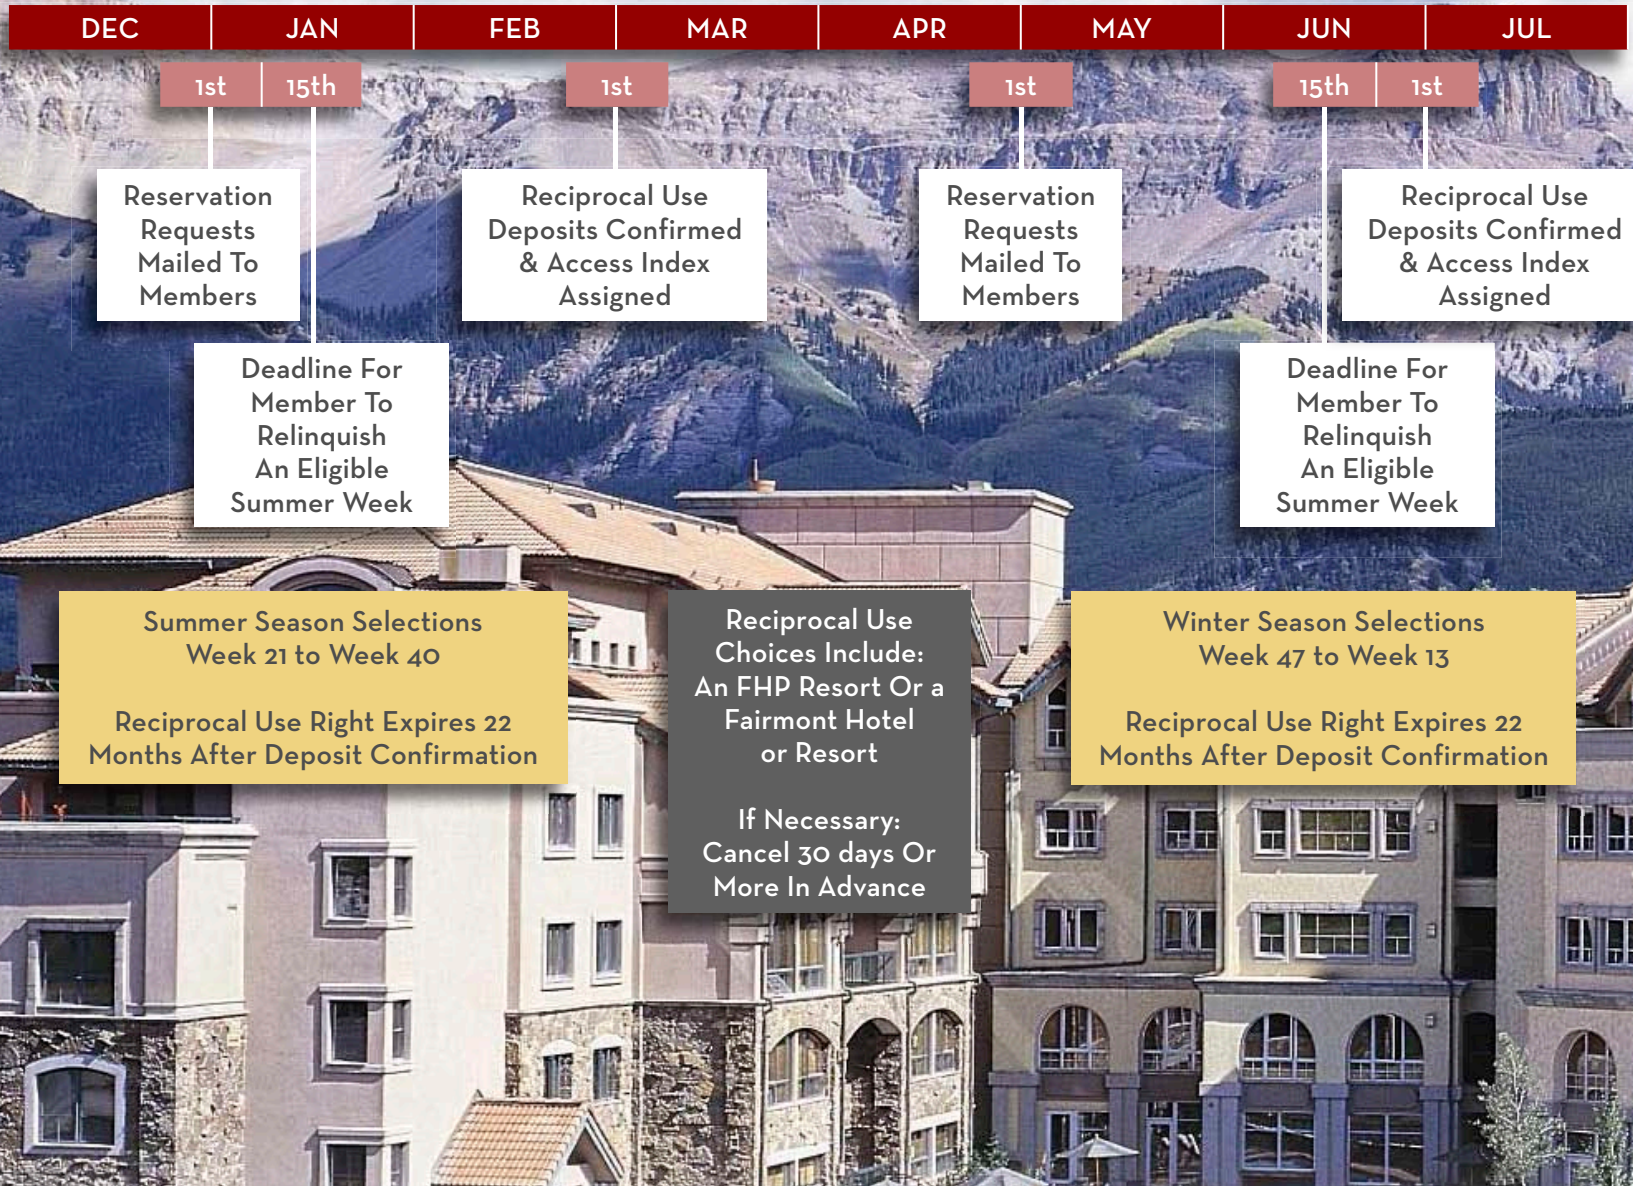 DEC JAN FEB MAR APR MAY JUN JUL
1st 15th 1st 1st 15th 1st
Reservation
Requests
Mailed To
Members
Reciprocal Use
Deposits Confirmed
& Access Index
Assigned
Reservation
Requests
Mailed To
Members
Reciprocal Use
Deposits Confirmed
& Access Index
Assigned
Deadline For
Member To
Relinquish
An Eligible
Summer Week
Deadline For
Member To
Relinquish
An Eligible
Summer Week
Summer Season Selections
Week 21 to Week 40
Reciprocal Use Right Expires 22
Months After Deposit Confirmation
Reciprocal Use
Choices Include:
An FHP Resort Or a
Fairmont Hotel
or Resort
If Necessary:
Cancel 30 days Or
More In Advance
Winter Season Selections
Week 47 to Week 13
Reciprocal Use Right Expires 22
Months After Deposit Confirmation